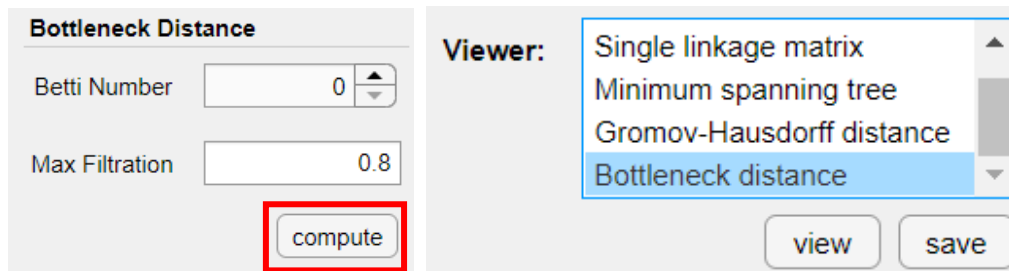 Bottleneck Distance
Betti Number 0
Max Filtration 0.8
compute
Viewer:
Single linkage matrix
Minimum spanning tree
Gromov-Hausdorff distance
Bottleneck distance
view save